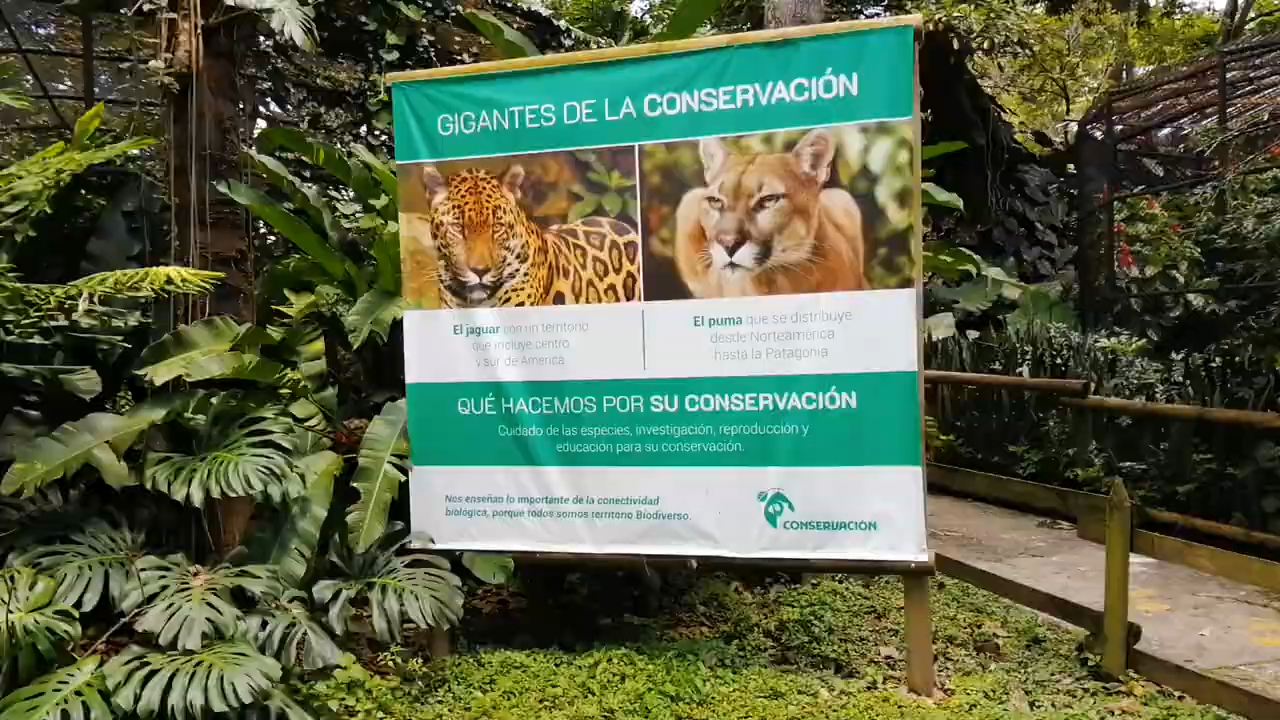 GIGANTES DE LA CONSERVACIÓN
El jaguar con un territorio
que incluye centro
y sur de América.
El puma que se distribuye
desde Norteamérica
hasta la Patagonia
QUÉ HACEMOS POR SU CONSERVACIÓN
Cuidado de las especies, investigación, reproducción y
educación para su conservación.
Nos enseñan lo importante de la conectividad
biológica, porque todos somos territorio Biodiverso.
CONSERVACIÓN